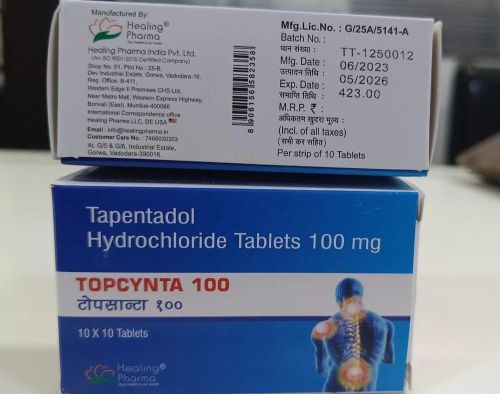 Manufactured By:
Healing®
Pharma
Healing Pharma India Pvt. Ltd.
(An ISO 9001-2015 Certified Company)
Shop No. 01, Plot No.: 25-B,
Dev Industrial Estate, Gorwa, Vadodara-16.
Reg. Office: B-411,
Western Edge II Premises CHS Ltd.
Near Metro Mall, Western Express Highway,
Borivali (East), Mumbai-400066
International Correspondence office
Healing Pharma LLC, DE USA
Email : info@healingpharma.in
Customer Care No.: 7466030303
At. G/5 & G/6, Industrial Estate,
Gorwa, Vadodara-390016.
8906156582358
Mfg.Lic.No. : G/25A/5141-A
Batch No. :
घान संख्या : TT-1250012
Mfg. Date : 06/2023
उत्पादन तिथि :
Exp. Date : 05/2026
समाप्ति तिथि :
M.R.P. ₹ : 423.00
अधिकतम खुदरा मूल्य :
(Incl. of all taxes)
(सभी कर सहित)
Per strip of 10 Tablets
Tapentadol
Hydrochloride Tablets 100 mg
TOPCYNTA 100
टोपसान्टा १००
10 X 10 Tablets
Healing®
Pharma